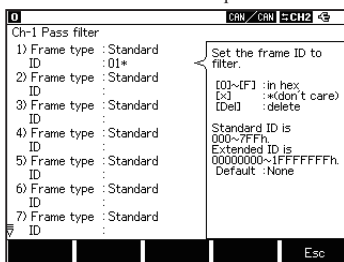 0
CAN / CAN ⇆CH2
Ch-1 Pass filter
1) Frame type : Standard
ID : 01*
2) Frame type : Standard
ID :
3) Frame type : Standard
ID :
4) Frame type : Standard
ID :
5) Frame type : Standard
ID :
6) Frame type : Standard
ID :
7) Frame type : Standard
ID :
Set the frame ID to
filter.
[0]~[F] :in hex
[×] :*(don't care)
[Del] :delete
Standard ID is
000~7FFh.
Extended ID is
00000000~1FFFFFFFh.
Default :None
Esc